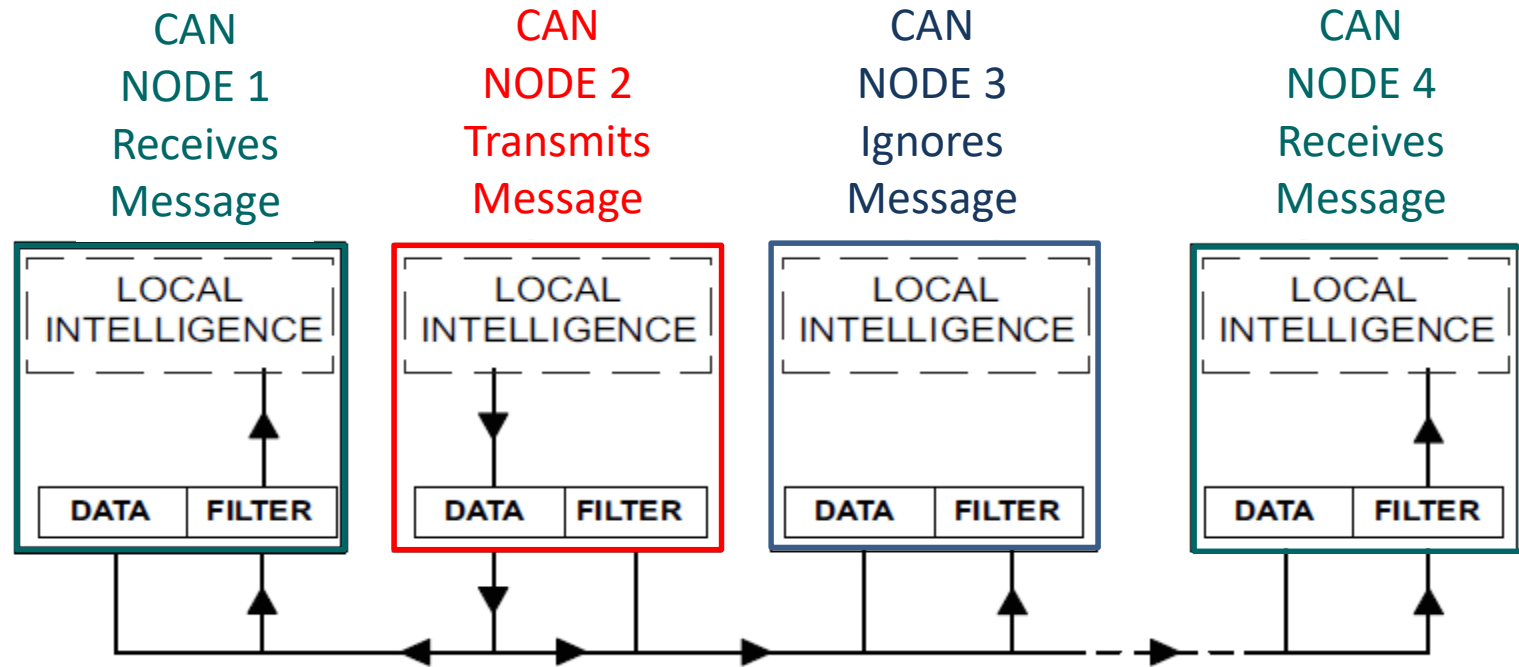 CAN
NODE 1
Receives
Message
CAN
NODE 2
Transmits
Message
CAN
NODE 3
Ignores
Message
CAN
NODE 4
Receives
Message
LOCAL
INTELLIGENCE
DATA
FILTER
LOCAL
INTELLIGENCE
DATA
FILTER
LOCAL
INTELLIGENCE
DATA
FILTER
LOCAL
INTELLIGENCE
DATA
FILTER